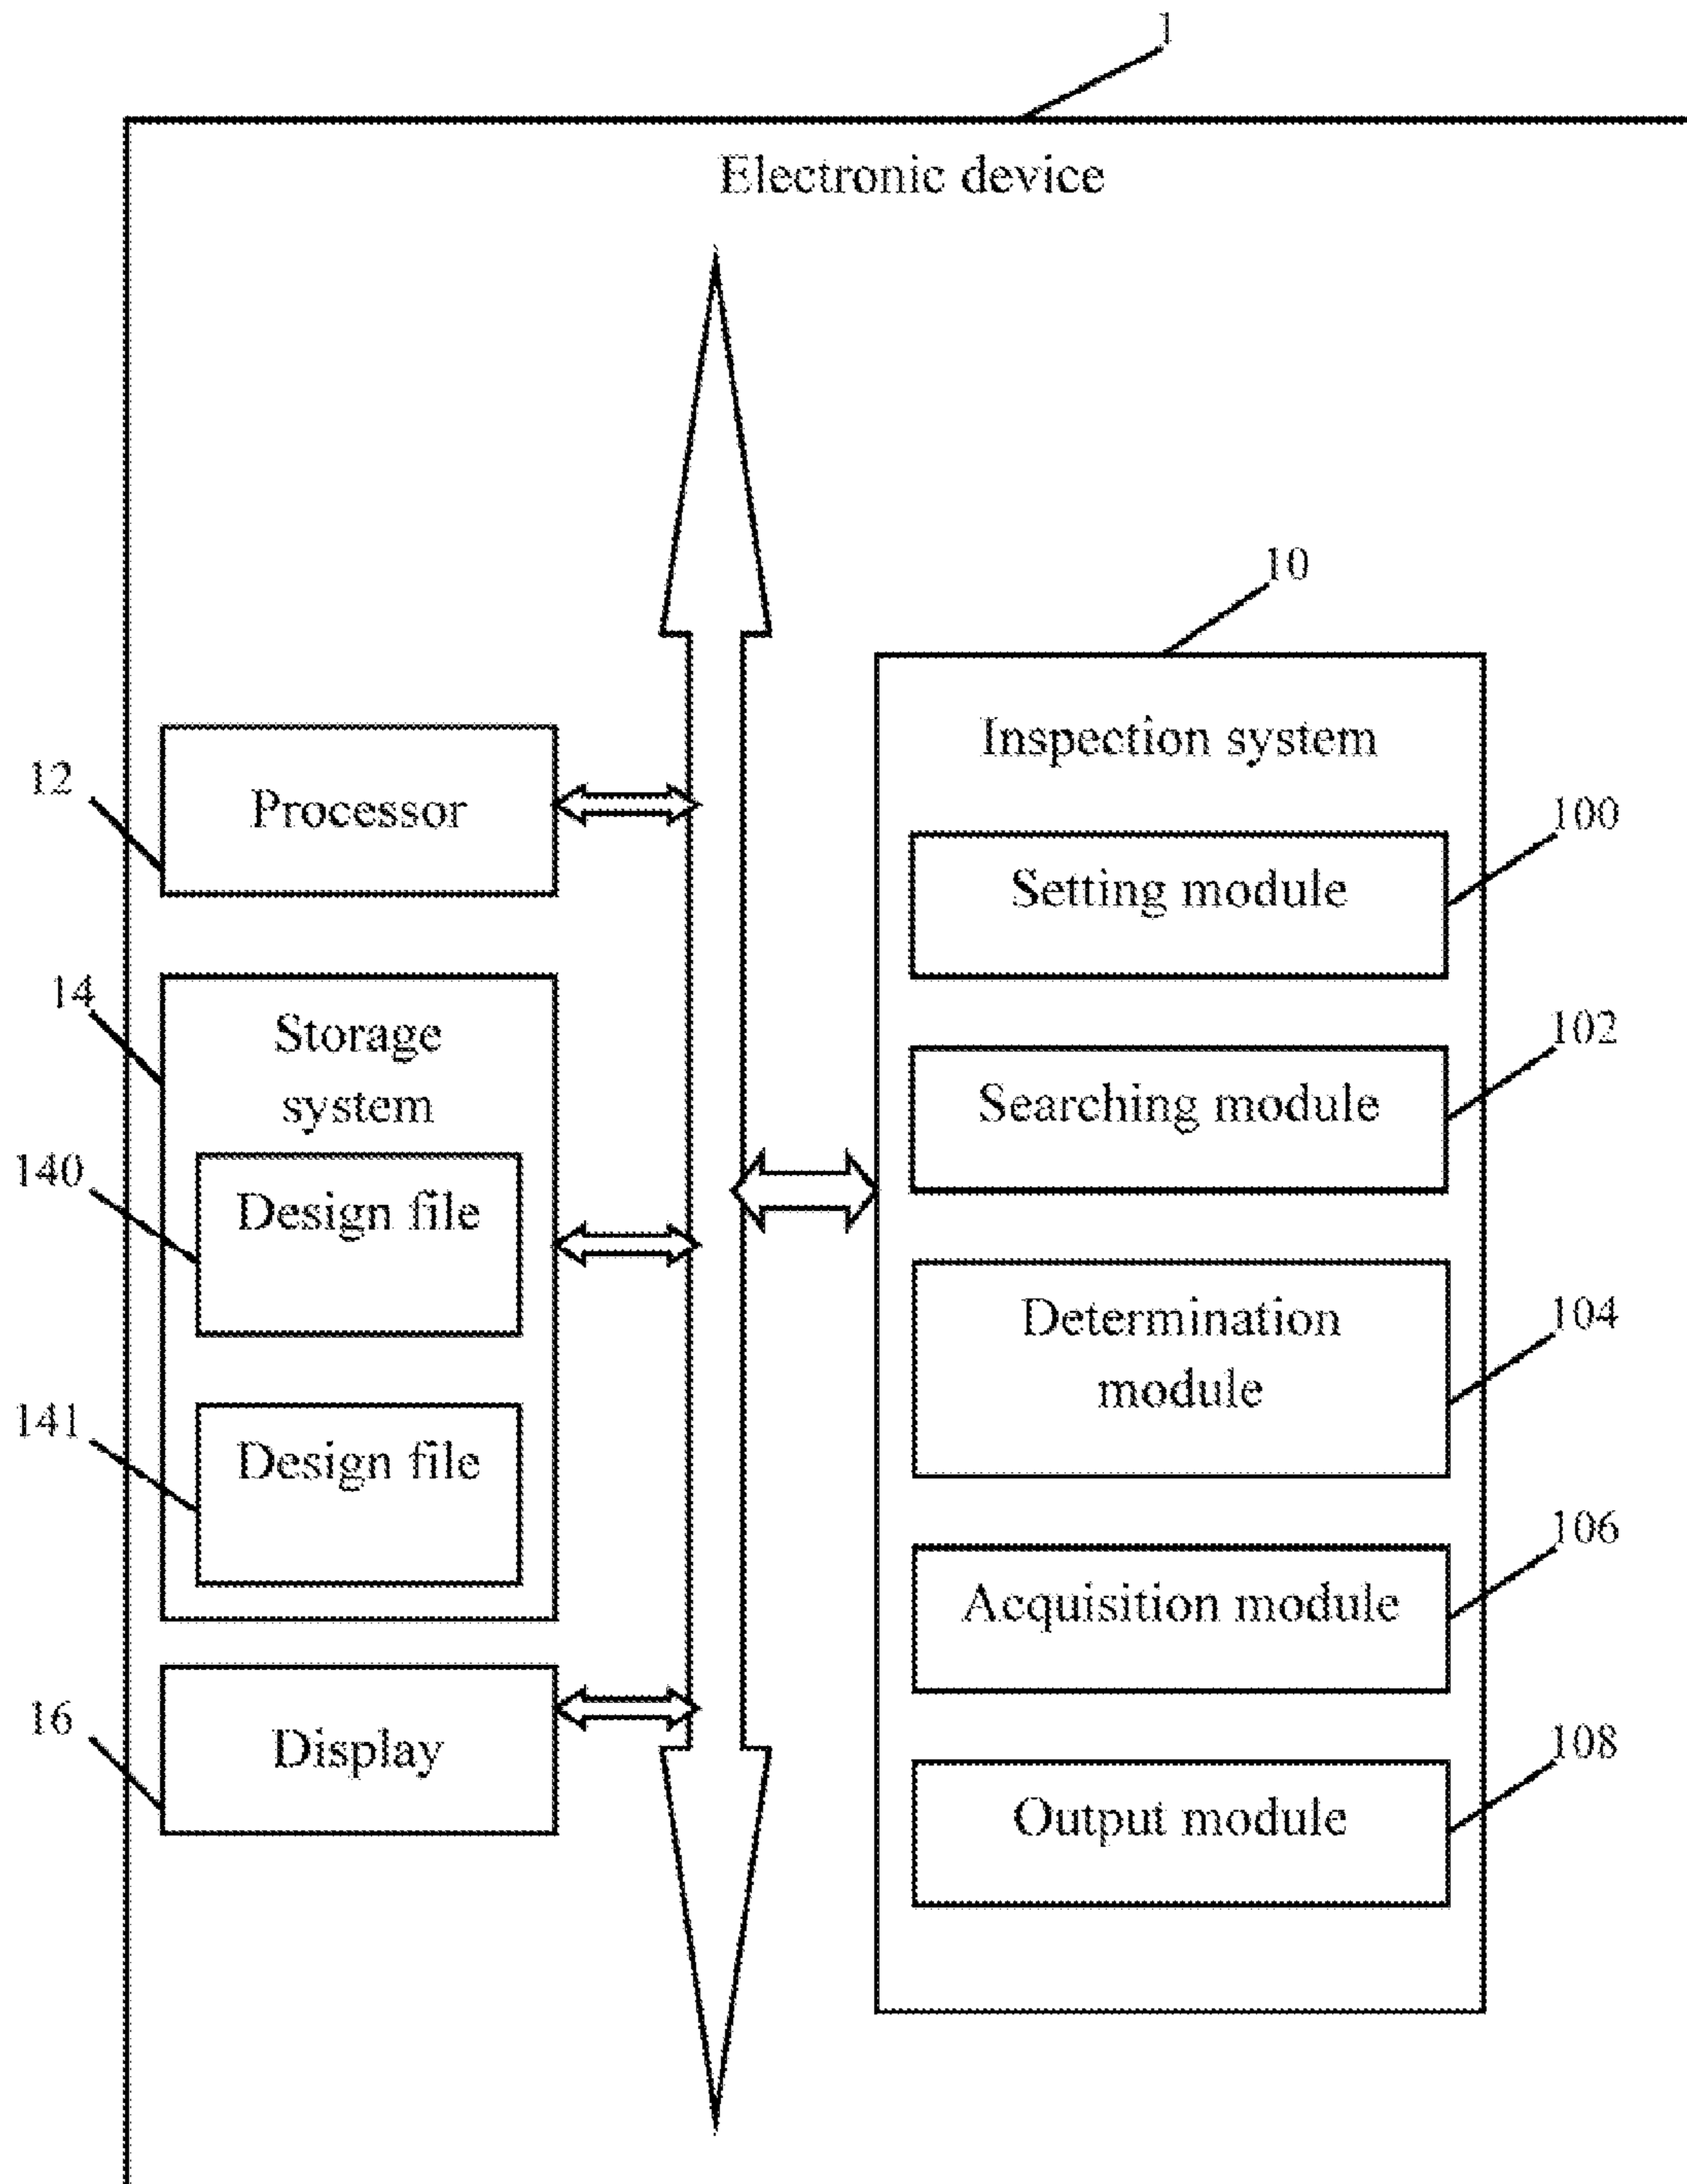 1
Electronic device
10
Inspection system
12
Processor
100
Setting module
14
Storage
system
102
Searching module
140
Design file
104
Determination
module
141
Design file
106
Acquisition module
16
Display
108
Output module